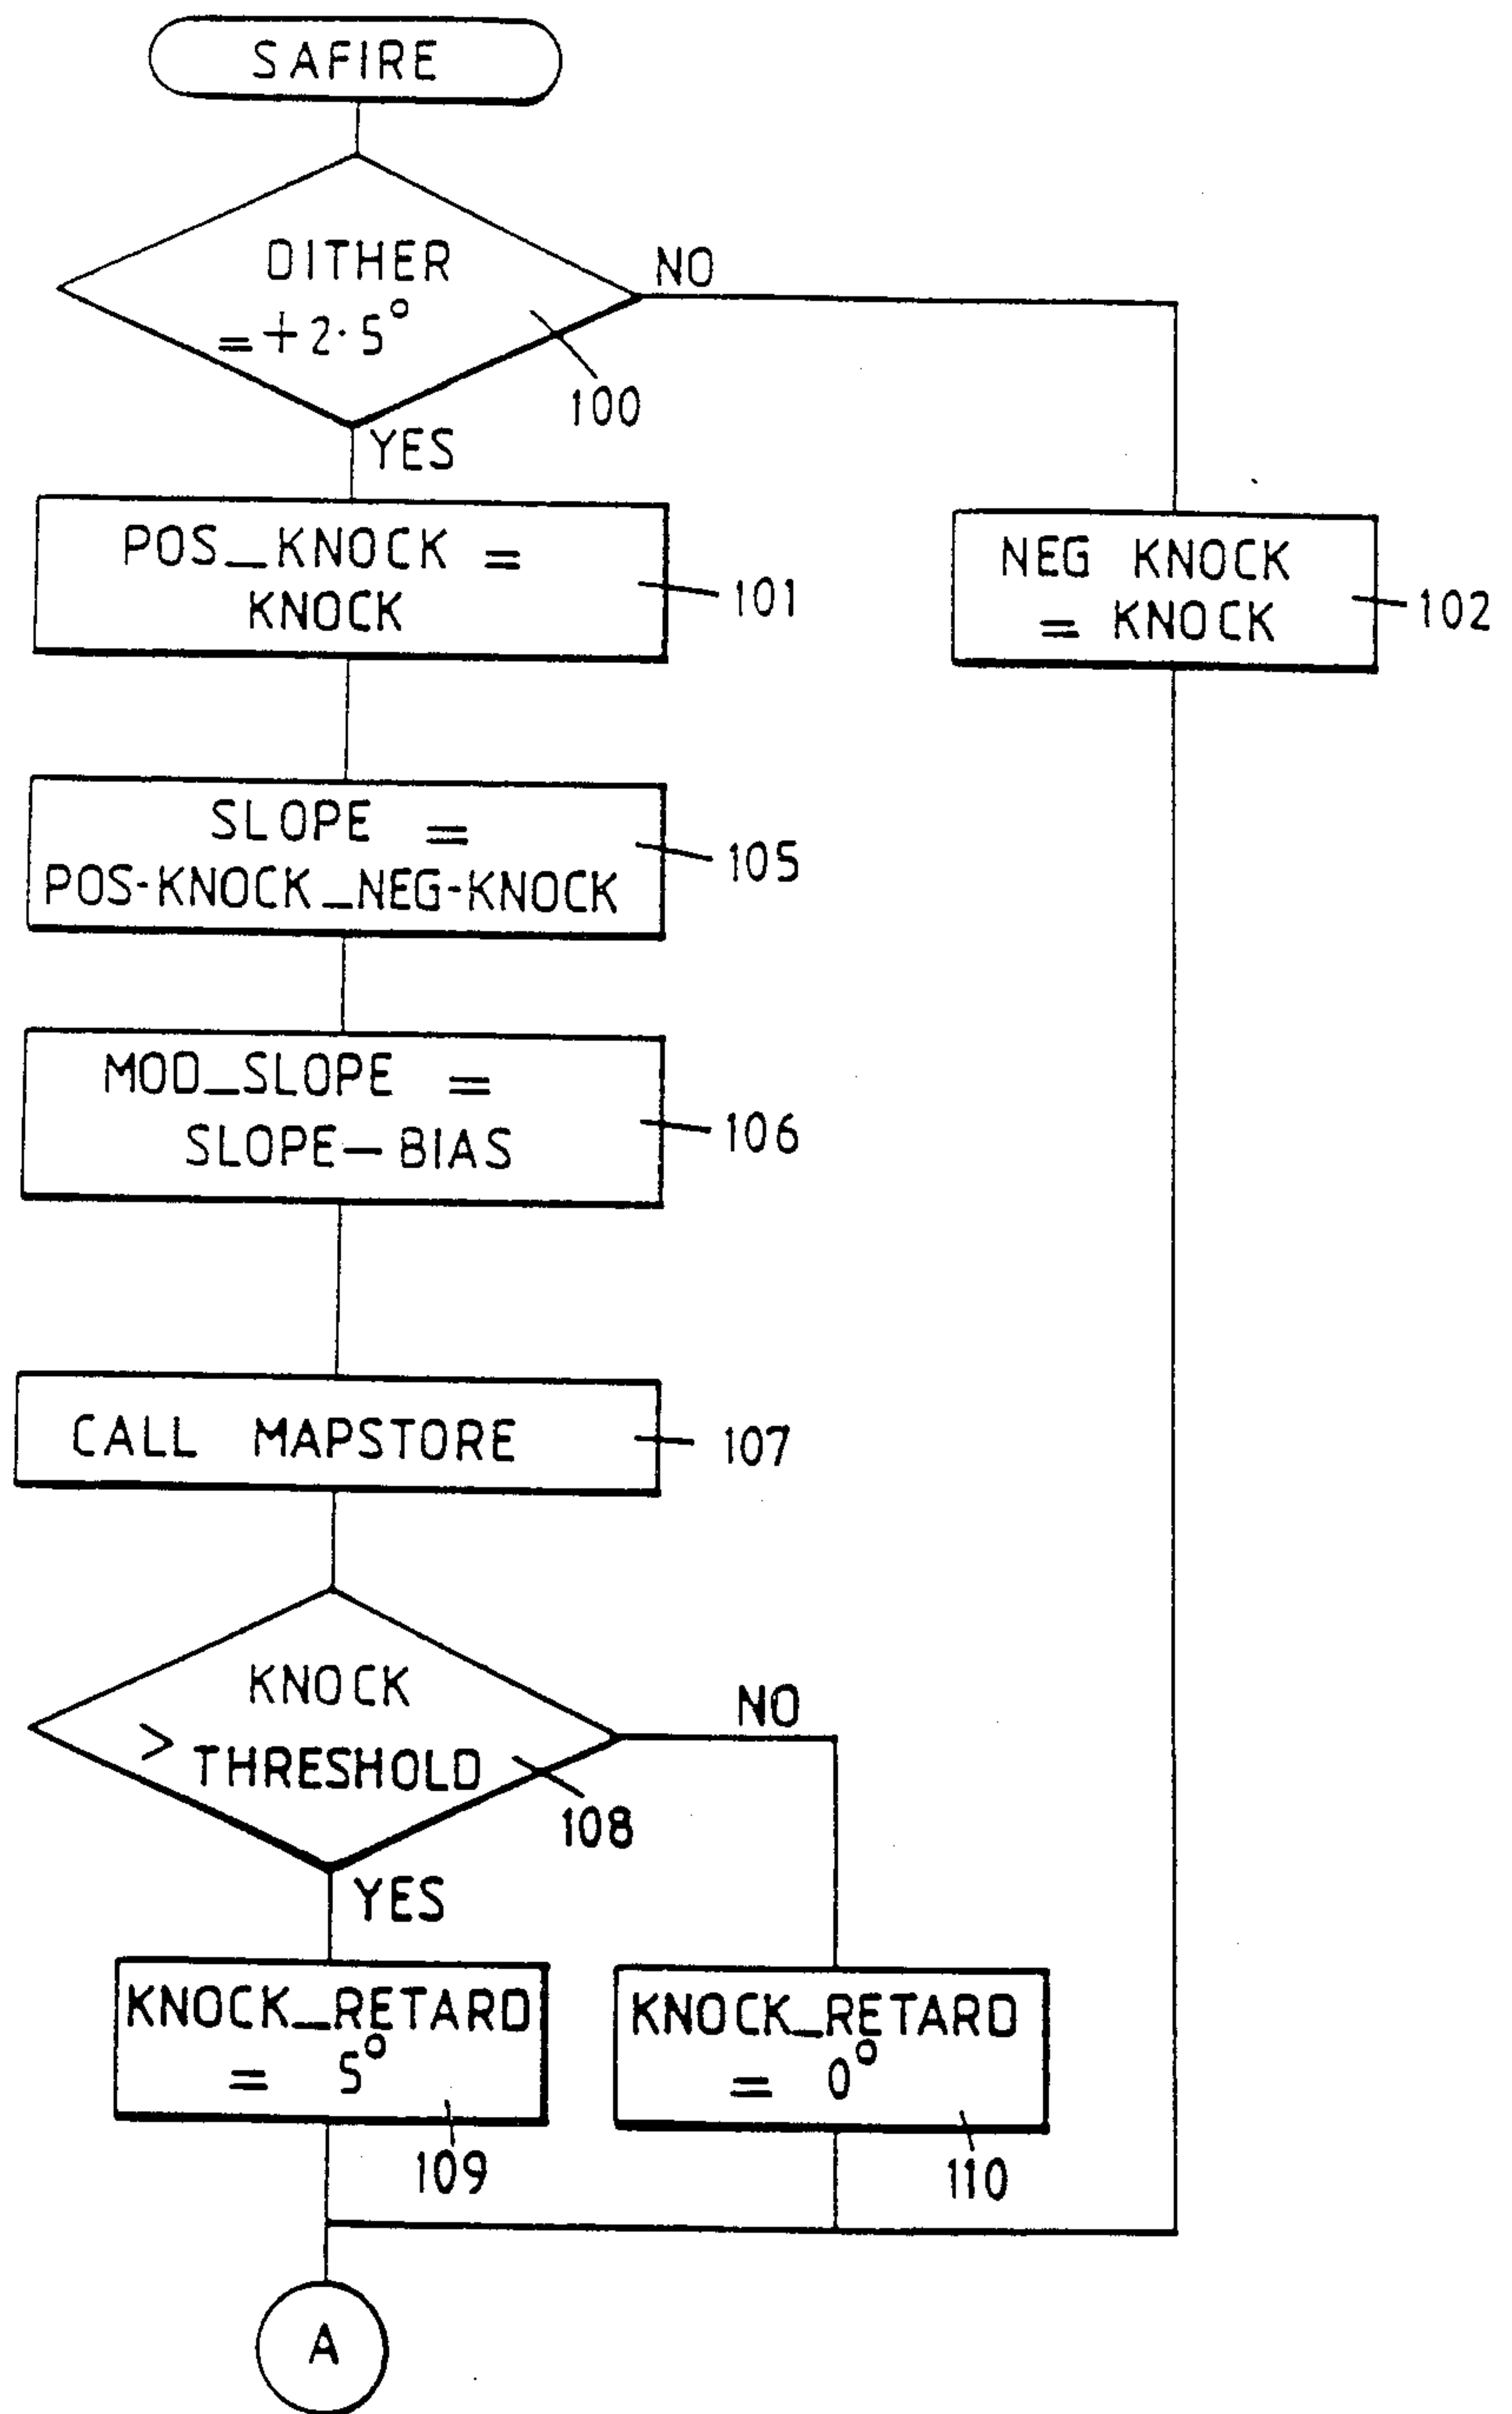 SAFIRE
DITHER
=+2·5°
NO
100
YES
POS_KNOCK =
KNOCK
101
NEG KNOCK
= KNOCK
102
SLOPE =
POS-KNOCK_NEG-KNOCK
105
MOD_SLOPE =
SLOPE-BIAS
106
CALL MAPSTORE
107
KNOCK
> THRESHOLD
NO
108
YES
KNOCK_RETARD
= 5°
109
KNOCK_RETARD
= 0°
110
A